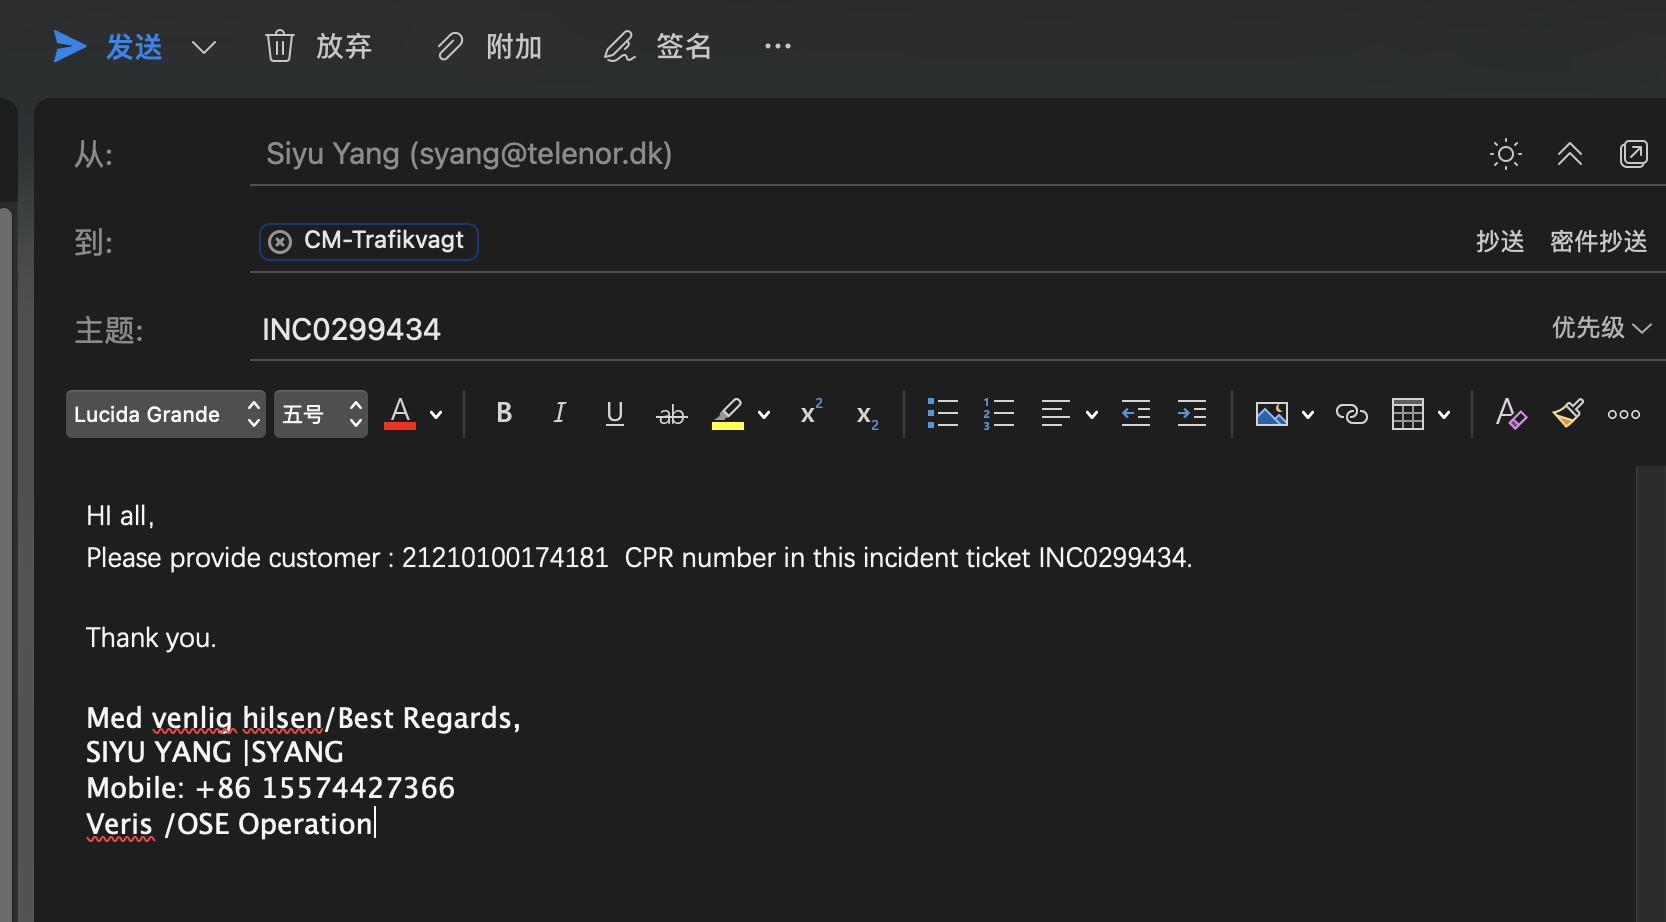 发送 放弃 附加 签名
从: Siyu Yang (syang@telenor.dk)
到: CM-Trafikvagt 抄送 密件抄送
主题: INC0299434 优先级
Lucida Grande 五号 A B I U ab x2 x2
HI all,
Please provide customer : 21210100174181  CPR number in this incident ticket INC0299434.
Thank you.
Med venlig hilsen/Best Regards,
SIYU YANG |SYANG
Mobile: +86 15574427366
Veris /OSE Operation